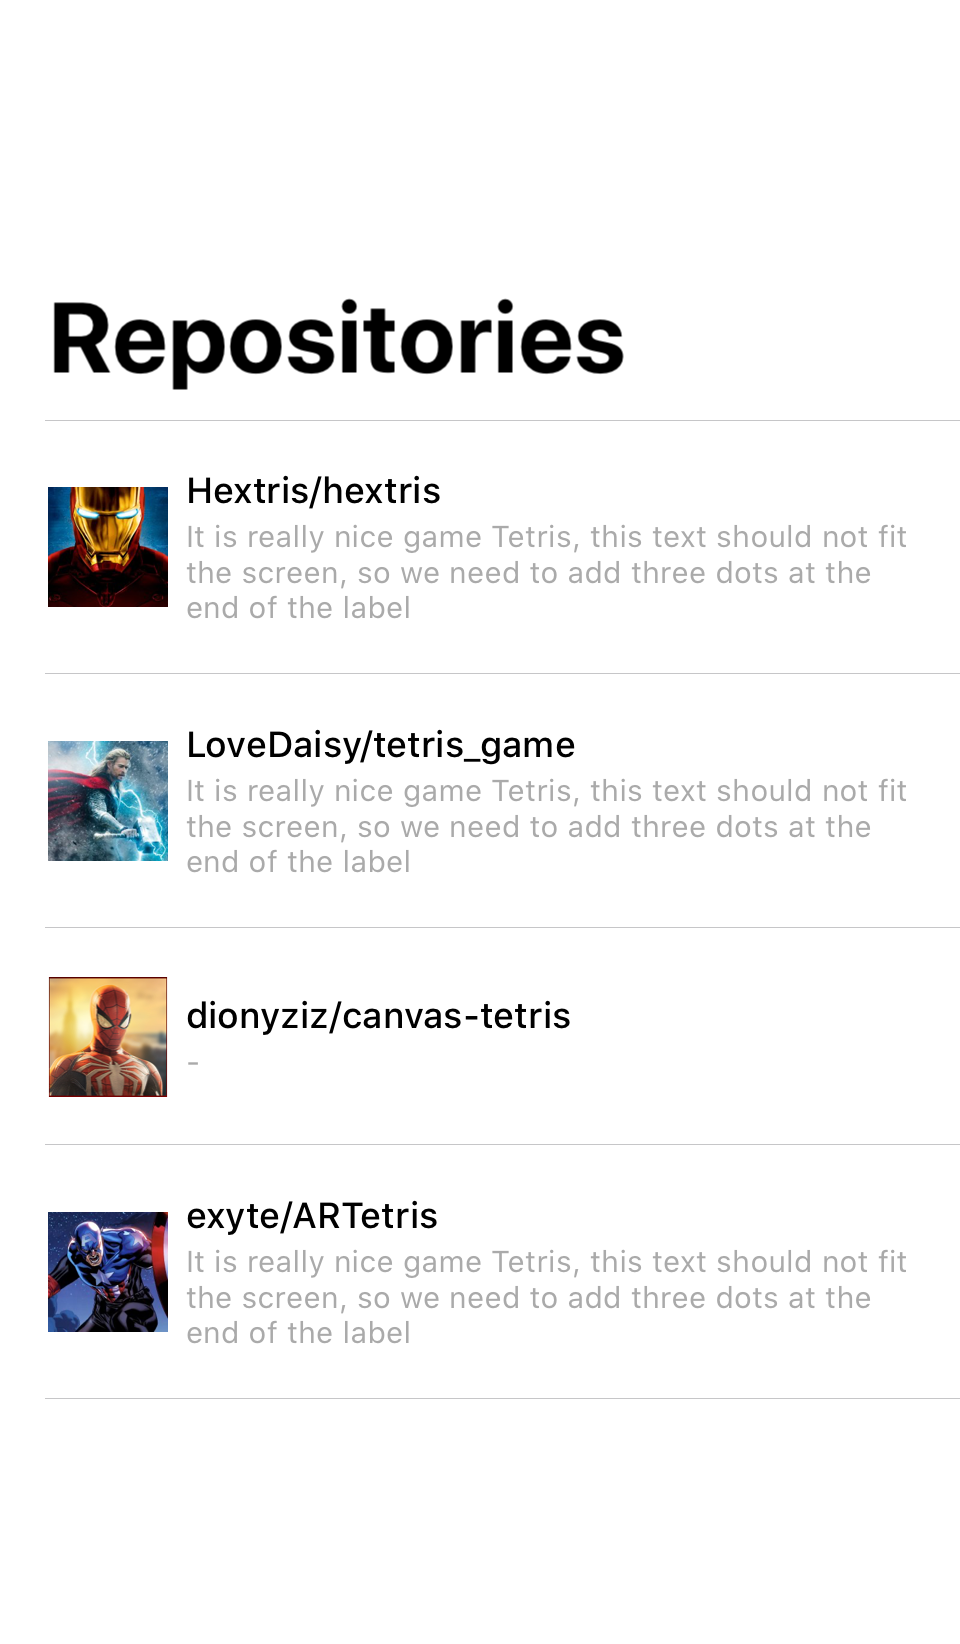 Repositories
Hextris/hextris
It is really nice game Tetris, this text should not fit
the screen, so we need to add three dots at the
end of the label
LoveDaisy/tetris_game
It is really nice game Tetris, this text should not fit
the screen, so we need to add three dots at the
end of the label
dionyziz/canvas-tetris
-
exyte/ARTetris
It is really nice game Tetris, this text should not fit
the screen, so we need to add three dots at the
end of the label